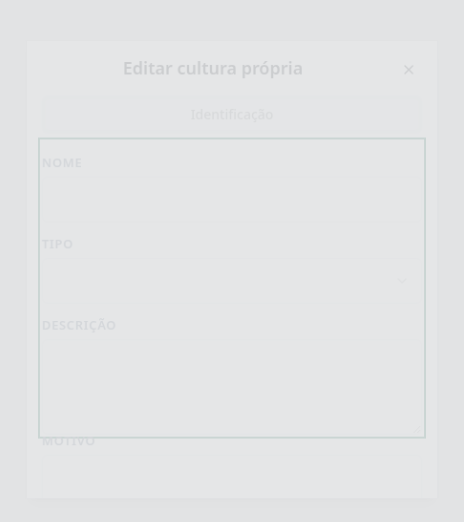 Editar cultura própria ×
Identificação
NOME
TIPO
DESCRIÇÃO
MOTIVO